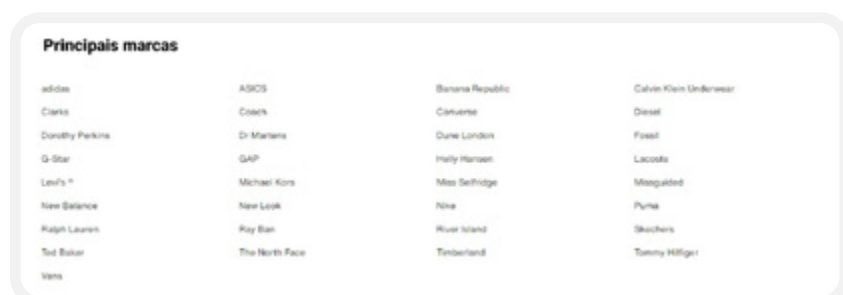 Principais marcas
adidas ASICS Banana Republic Calvin Klein Underwear
Clarks Coach Converse Diesel
Dorothy Perkins Dr Martens Dune London Fossil
G-Star GAP Helly Hansen Lacoste
Levi's ® Michael Kors Miss Selfridge Missguided
New Balance New Look Nike Puma
Ralph Lauren Ray Ban River Island Skechers
Ted Baker The North Face Timberland Tommy Hilfiger
Vans